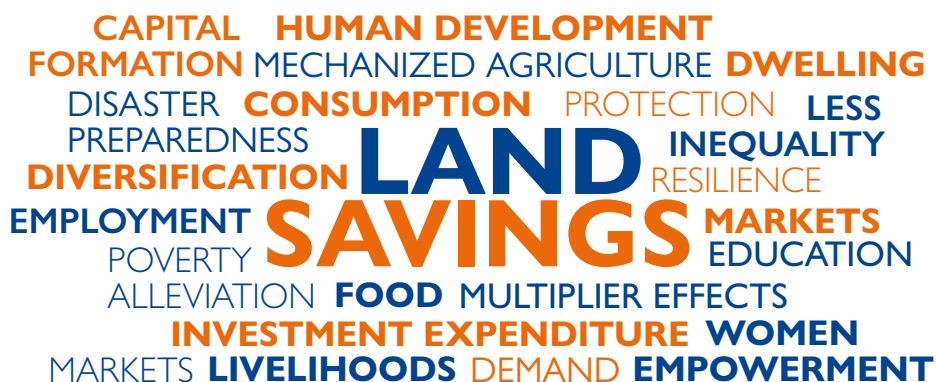 CAPITAL HUMAN DEVELOPMENT
FORMATION MECHANIZED AGRICULTURE DWELLING
DISASTER CONSUMPTION PROTECTION LESS
PREPAREDNESS LAND INEQUALITY
DIVERSIFICATION RESILIENCE
EMPLOYMENT SAVINGS MARKETS
POVERTY EDUCATION
ALLEVIATION FOOD MULTIPLIER EFFECTS
INVESTMENT EXPENDITURE WOMEN
MARKETS LIVELIHOODS DEMAND EMPOWERMENT